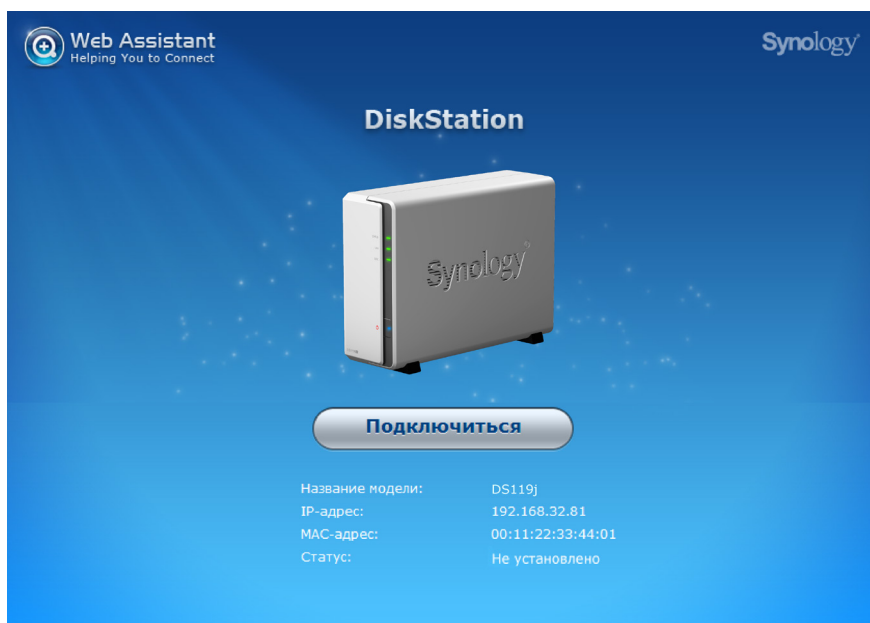 Web Assistant
Helping You to Connect
Synology
DiskStation
Synology
Подключиться
Название модели: DS119j
IP-адрес: 192.168.32.81
MAC-адрес: 00:11:22:33:44:01
Статус: Не установлено